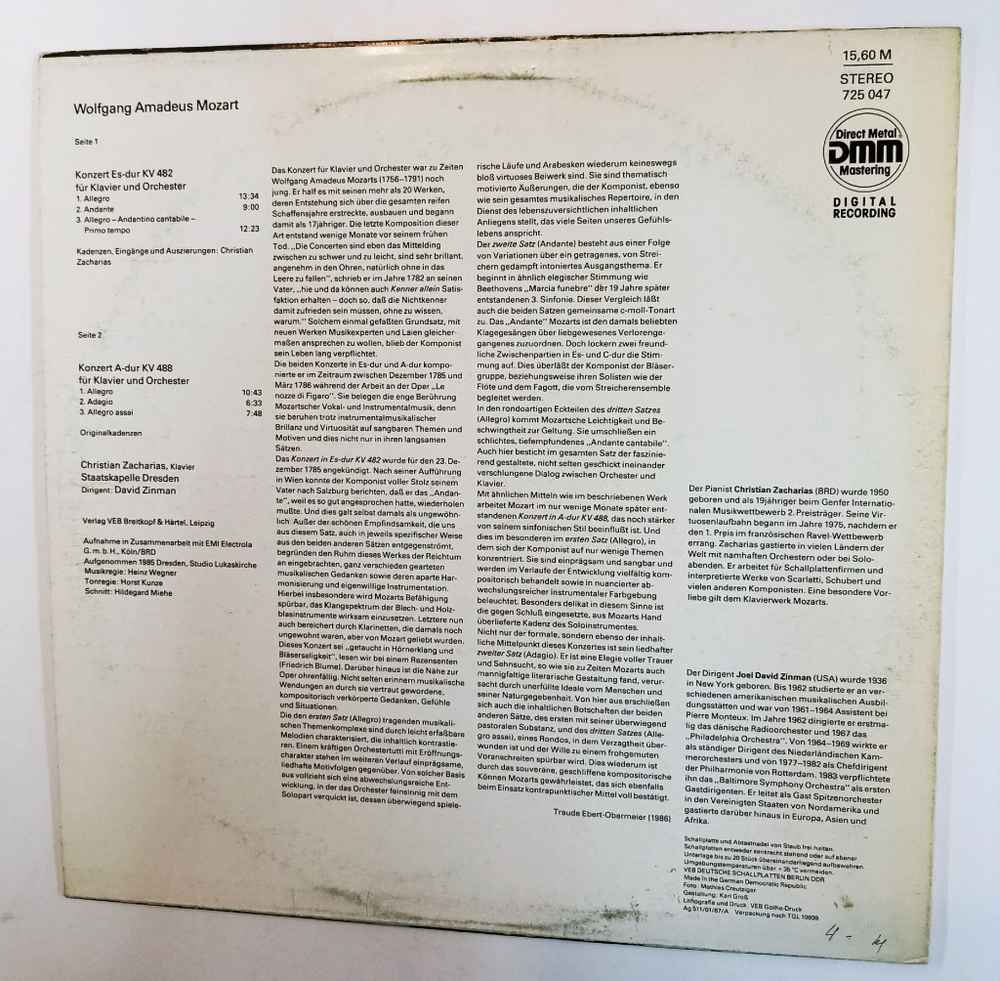 15,60 M
STEREO
725 047
Direct Metal
DMM
Mastering
DIGITAL
RECORDING
Wolfgang Amadeus Mozart
Seite 1
Konzert Es-dur KV 482
für Klavier und Orchester
1. Allegro 13:34
2. Andante 9:00
3. Allegro – Andantino cantabile –
Primo tempo 12:23
Kadenzen, Eingänge und Auszierungen: Christian
Zacharias
Seite 2
Konzert A-dur KV 488
für Klavier und Orchester
1. Allegro 10:43
2. Adagio 6:33
3. Allegro assai 7:48
Originalkadenzen
Christian Zacharias, Klavier
Staatskapelle Dresden
Dirigent: David Zinman
Verlag VEB Breitkopf & Härtel, Leipzig
Aufnahme in Zusammenarbeit mit EMI Electrola
G.m.b.H., Köln/BRD
Aufgenommen 1985 Dresden, Studio Lukaskirche
Musikregie: Heinz Wegner
Tonregie: Horst Kunze
Schnitt: Hildegard Miehe
Das Konzert für Klavier und Orchester war zu Zeiten
Wolfgang Amadeus Mozarts (1756–1791) noch
jung. Er half es mit seinen mehr als 20 Werken,
deren Entstehung sich über die gesamten reifen
Schaffensjahre erstreckte, ausbauen und begann
damit als 17jähriger. Die letzte Komposition dieser
Art entstand wenige Monate vor seinem frühen
Tod. „Die Concerten sind eben das Mittelding
zwischen zu schwer und zu leicht, sind sehr brillant,
angenehm in den Ohren, natürlich ohne in das
Leere zu fallen“, schrieb er im Jahre 1782 an seinen
Vater, „hie und da können auch Kenner allein Satis-
faktion erhalten – doch so, daß die Nichtkenner
damit zufrieden sein müssen, ohne zu wissen,
warum.“ Solchem einmal gefaßten Grundsatz, mit
neuen Werken Musikexperten und Laien gleicher-
maßen ansprechen zu wollen, blieb der Komponist
sein Leben lang verpflichtet.
Die beiden Konzerte in Es-dur und A-dur kompo-
nierte er im Zeitraum zwischen Dezember 1785 und
März 1786 während der Arbeit an der Oper „Le
nozze di Figaro“. Sie belegen die enge Berührung
Mozartscher Vokal- und Instrumentalmusik, denn
sie beruhen trotz instrumentalmusikalischer
Brillanz und Virtuosität auf sangbaren Themen und
Motiven und dies nicht nur in ihren langsamen
Sätzen.
Das Konzert in Es-dur KV 482 wurde für den 23. De-
zember 1785 angekündigt. Nach seiner Aufführung
in Wien konnte der Komponist voller Stolz seinem
Vater nach Salzburg berichten, daß er das „Andan-
te“, weil es so gut angesprochen hatte, wiederholen
mußte. Und dies galt selbst damals als ungewöhn-
lich. Außer der schönen Empfindsamkeit, die uns
aus diesem Satz, auch in jeweils spezifischer Weise
aus den beiden anderen Sätzen entgegenströmt,
begründen den Ruhm dieses Werkes der Reichtum
an eingebrachten, ganz verschieden gearteten
musikalischen Gedanken sowie deren aparte Har-
monisierung und eigenwillige Instrumentation.
Hierbei insbesondere wird Mozarts Befähigung
spürbar, das Klangspektrum der Blech- und Holz-
blasinstrumente wirksam einzusetzen. Letztere nun
auch bereichert durch Klarinetten, die damals noch
ungewohnt waren, aber von Mozart geliebt wurden.
Dieses Konzert sei „getaucht in Hörnerklang und
Bläserseligkeit“, lesen wir bei einem Rezensenten
(Friedrich Blume). Darüber hinaus ist die Nähe zur
Oper ohrenfällig. Nicht selten erinnern musikalische
Wendungen an durch sie vertraut gewordene,
kompositorisch verkörperte Gedanken, Gefühle
und Situationen.
Die den ersten Satz (Allegro) tragenden musikali-
schen Themenkomplexe sind durch leicht erfaßbare
Melodien charakterisiert, die inhaltlich kontrastie-
ren. Einem kräftigen Orchestertutti mit Eröffnungs-
charakter stehen im weiteren Verlauf einprägsame,
liedhafte Motivfolgen gegenüber. Von solcher Basis
aus vollzieht sich eine abwechslungsreiche Ent-
wicklung, in der das Orchester feinsinnig mit dem
Solopart verquickt ist, dessen überwiegend spiele-
rische Läufe und Arabesken wiederum keineswegs
bloß virtuoses Beiwerk sind. Sie sind thematisch
motivierte Äußerungen, die der Komponist, ebenso
wie sein gesamtes musikalisches Repertoire, in den
Dienst des lebenszuversichtlichen inhaltlichen
Anliegens stellt, das viele Seiten unseres Gefühls-
lebens anspricht.
Der zweite Satz (Andante) besteht aus einer Folge
von Variationen über ein getragenes, von Strei-
chern gedämpft intoniertes Ausgangsthema. Er
beginnt in ähnlich elegischer Stimmung wie
Beethovens „Marcia funebre“ der 19 Jahre später
entstandenen 3. Sinfonie. Dieser Vergleich läßt
auch die beiden Sätzen gemeinsame c-moll-Tonart
zu. Das „Andante“ Mozarts ist den damals beliebten
Klagegesängen über liebgewesenes Verlorenge-
gangenes zuzuordnen. Doch lockern zwei freund-
liche Zwischenpartien in Es- und C-dur die Stim-
mung auf. Dies überläßt der Komponist der Bläser-
gruppe, beziehungsweise ihren Solisten wie der
Flöte und dem Fagott, die vom Streicherensemble
begleitet werden.
In den rondoartigen Eckteilen des dritten Satzes
(Allegro) kommt Mozartsche Leichtigkeit und Be-
schwingtheit zur Geltung. Sie umschließen ein
schlichtes, tiefempfundenes „Andante cantabile“.
Auch hier besticht im gesamten Satz der faszinie-
rend gestaltete, nicht selten geschickt ineinander
verschlungene Dialog zwischen Orchester und
Klavier.
Mit ähnlichen Mitteln wie im beschriebenen Werk
arbeitet Mozart im nur wenige Monate später ent-
standenen Konzert in A-dur KV 488, das noch stärker
von seinem sinfonischen Stil beeinflußt ist. Und
dies im besonderen im ersten Satz (Allegro), in
dem sich der Komponist auf nur wenige Themen
konzentriert. Sie sind einprägsam und sangbar und
werden im Verlaufe der Entwicklung vielfältig kom-
positorisch behandelt sowie in nuancierter ab-
wechslungsreicher instrumentaler Farbgebung
beleuchtet. Besonders delikat in diesem Sinne ist
die gegen Schluß eingesetzte, aus Mozarts Hand
überlieferte Kadenz des Soloinstrumentes.
Nicht nur der formale, sondern ebenso der inhalt-
liche Mittelpunkt dieses Konzertes ist sein liedhafter
zweiter Satz (Adagio). Er ist eine Elegie voller Trauer
und Sehnsucht, so wie sie zu Zeiten Mozarts auch
mannigfaltige literarische Gestaltung fand, verur-
sacht durch unerfüllte Ideale vom Menschen und
seiner Naturgegebenheit. Von hier aus erschließen
sich auch die inhaltlichen Botschaften der beiden
anderen Sätze, des ersten mit seiner überwiegend
pastoralen Substanz, und des dritten Satzes (Alle-
gro assai), eines Rondos, in dem Verzagtheit über-
wunden ist und der Wille zu einem frohgemuten
Voranschreiten spürbar wird. Dies wiederum ist
durch das souveräne, geschliffene kompositorische
Können Mozarts gewährleistet, das sich ebenfalls
beim Einsatz kontrapunktischer Mittel voll bestätigt.
Traude Ebert-Obermeier (1986)
Der Pianist Christian Zacharias (BRD) wurde 1950
geboren und als 19jähriger beim Genfer Internatio-
nalen Musikwettbewerb 2. Preisträger. Seine Vir-
tuosenlaufbahn begann im Jahre 1975, nachdem er
den 1. Preis im französischen Ravel-Wettbewerb
errang. Zacharias gastierte in vielen Ländern der
Welt mit namhaften Orchestern oder bei Solo-
abenden. Er arbeitet für Schallplattenfirmen und
interpretierte Werke von Scarlatti, Schubert und
vielen anderen Komponisten. Eine besondere Vor-
liebe gilt dem Klavierwerk Mozarts.
Der Dirigent Joel David Zinman (USA) wurde 1936
in New York geboren. Bis 1962 studierte er an ver-
schiedenen amerikanischen musikalischen Ausbil-
dungsstätten und war von 1961–1964 Assistent bei
Pierre Monteux. Im Jahre 1962 dirigierte er erstma-
lig das dänische Radioorchester und 1967 das
„Philadelphia Orchestra“. Von 1964–1969 wirkte er
als ständiger Dirigent des Niederländischen Kam-
merorchesters und von 1977–1982 als Chefdirigent
der Philharmonie von Rotterdam. 1983 verpflichtete
ihn das „Baltimore Symphony Orchestra“ als ersten
Gastdirigenten. Er leitet als Gast Spitzenorchester
in den Vereinigten Staaten von Nordamerika und
gastierte darüber hinaus in Europa, Asien und
Afrika.
Schallplatte und Abtastnadel von Staub frei halten.
Schallplatten entweder senkrecht stehend oder auf ebener
Unterlage bis zu 20 Stück übereinanderliegend aufbewahren.
Umgebungstemperaturen über + 35 °C vermeiden.
VEB DEUTSCHE SCHALLPLATTEN BERLIN DDR
Made in the German Democratic Republic
Foto: Mathias Creutziger
Gestaltung: Karl Groß
Lithografie und Druck: VEB Gotha-Druck
Ag 511/01/87/A Verpackung nach TGL 10609
4 -